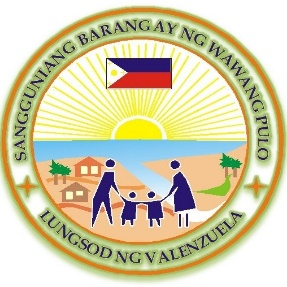 SANGGUNIANG BARANGAY NG WAWANG PULO
LUNGSOD NG VALENZUELA